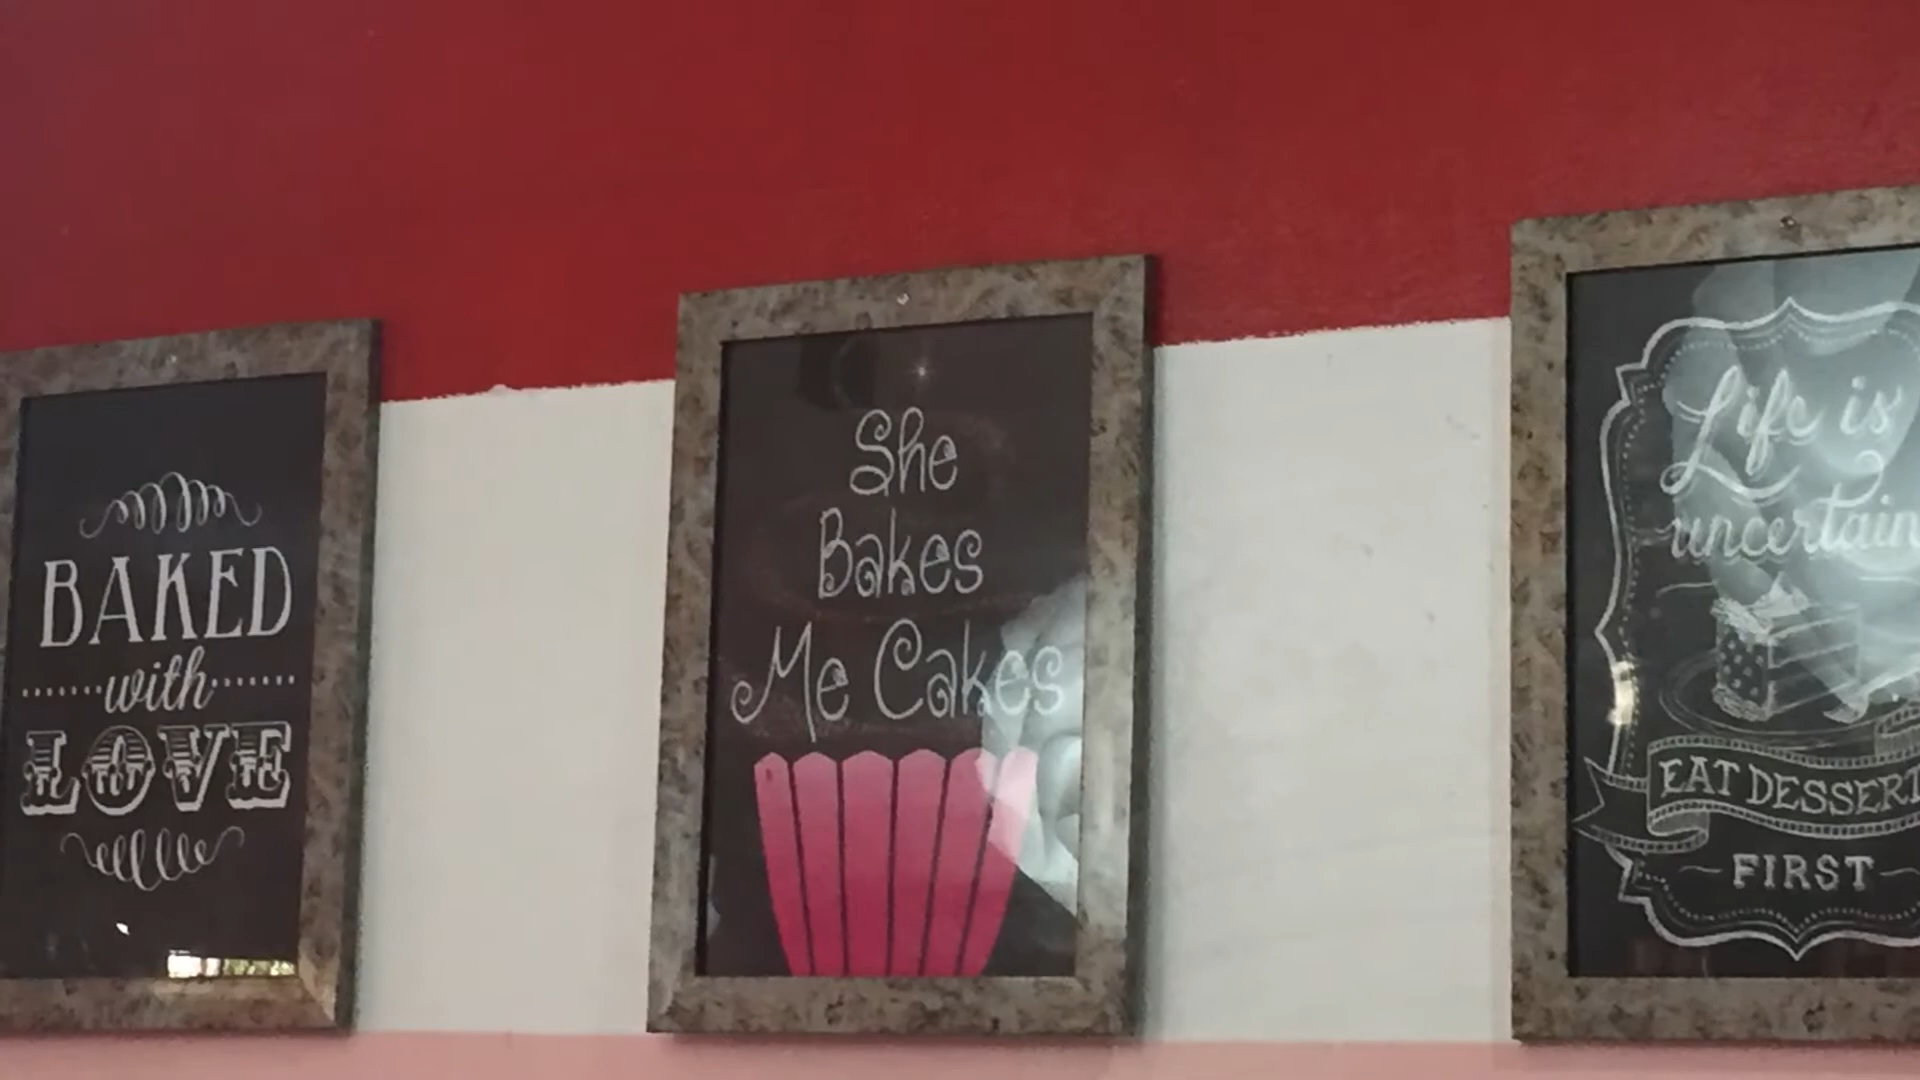 BAKED
with
LOVE
She
Bakes
Me Cakes
Life is
uncertain
EAT DESSERT
FIRST